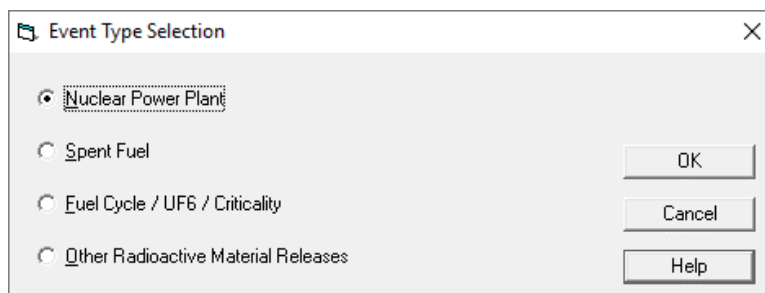 Event Type Selection
Nuclear Power Plant
Spent Fuel
OK
Fuel Cycle / UF6 / Criticality
Cancel
Other Radioactive Material Releases
Help